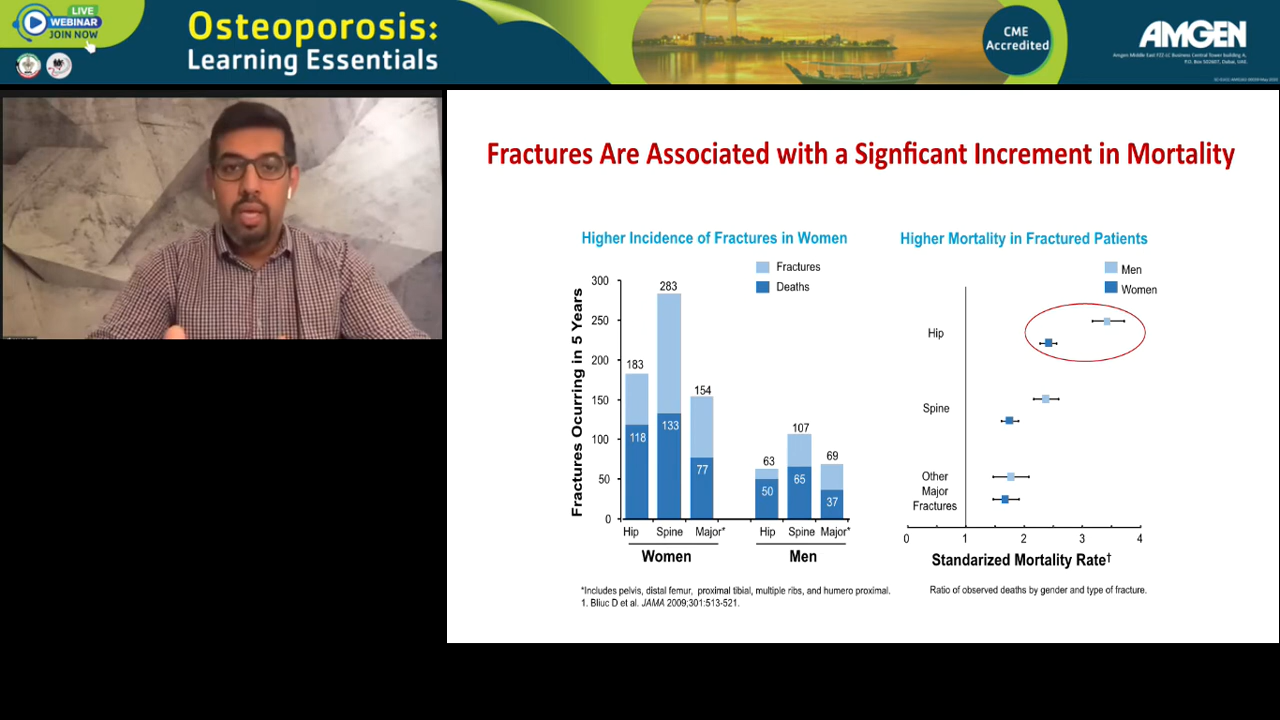 LIVE
WEBINAR
JOIN NOW
Osteoporosis:
Learning Essentials
CME
Accredited
AMGEN
Amgen Middle East FZ-LLC Business Central Tower Building A,
P.O. Box 502607, Dubai, UAE.
Fractures Are Associated with a Signficant Increment in Mortality
Higher Incidence of Fractures in Women
Fractures
Deaths
Fractures Ocurring in 5 Years
300
250
200
150
100
50
0
183
283
154
118
133
77
63
107
69
50
65
37
Hip Spine Major*
Hip Spine Major*
Women
Men
*Includes pelvis, distal femur, proximal tibial, multiple ribs, and humero proximal.
1. Bliuc D et al. JAMA 2009;301:513-521.
Higher Mortality in Fractured Patients
Men
Women
Hip
Spine
Other
Major
Fractures
0 1 2 3 4
Standarized Mortality Rate†
Ratio of observed deaths by gender and type of fracture.